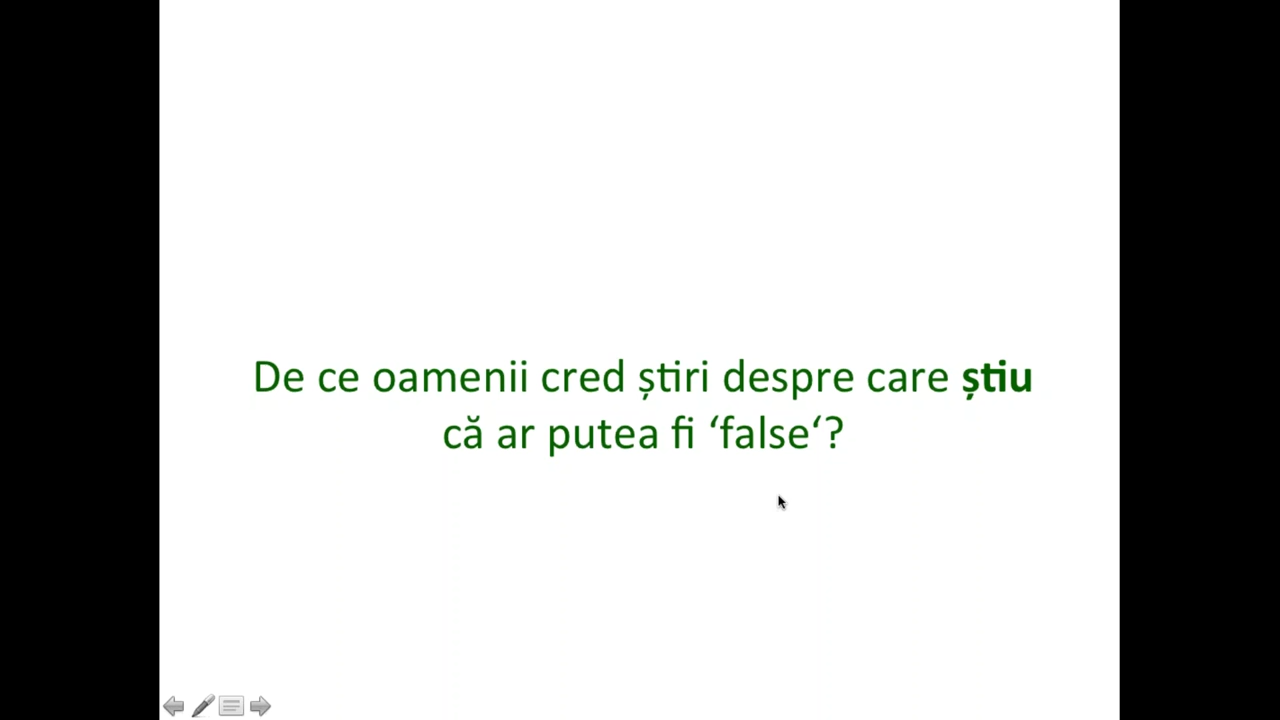 De ce oamenii cred știri despre care știu
că ar putea fi ‘false‘?